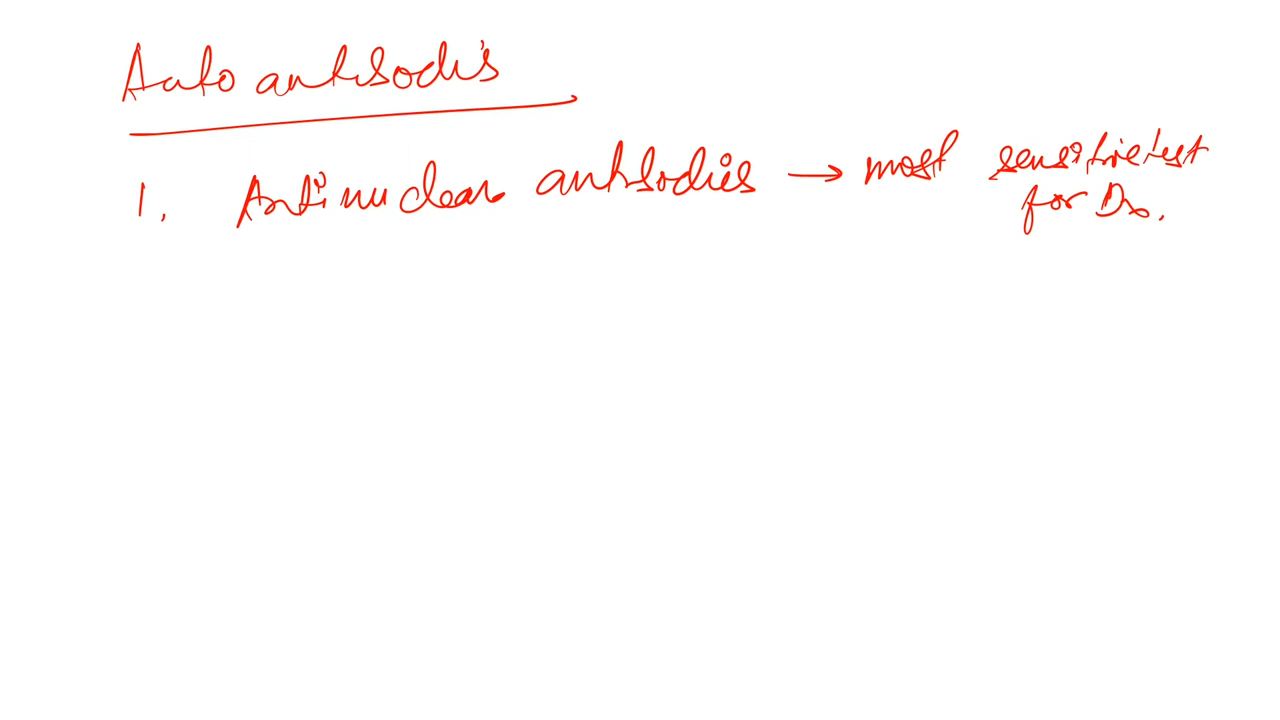 Auto antibodies
1. Antinuclear antibodies → most sensitive test
for Dx.